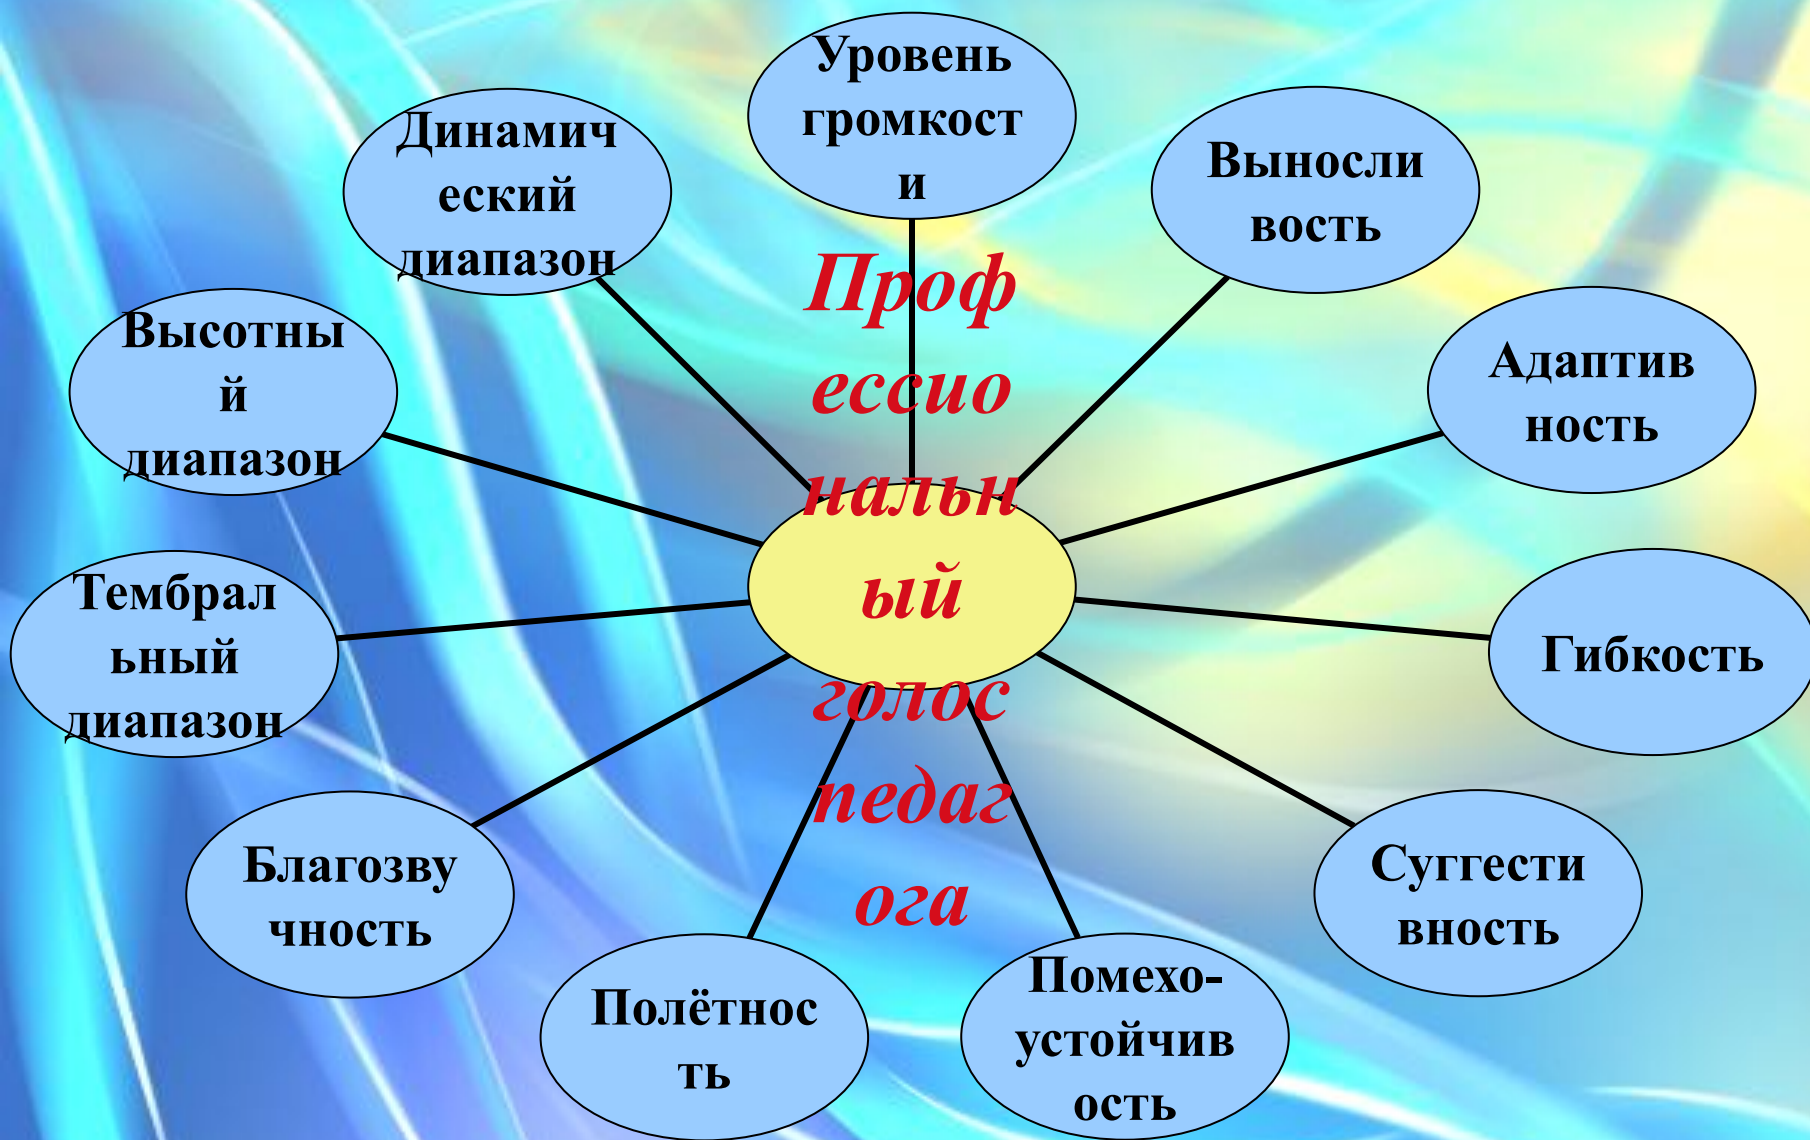 Уровень
громкост
и
Динамич
еский
диапазон
Выносли
вость
Высотны
й
диапазон
Адаптив
ность
Проф
ессио
нальн
ый
голос
педаг
ога
Тембрал
ьный
диапазон
Гибкость
Благозву
чность
Суггести
вность
Полётнос
ть
Помехо-
устойчив
ость